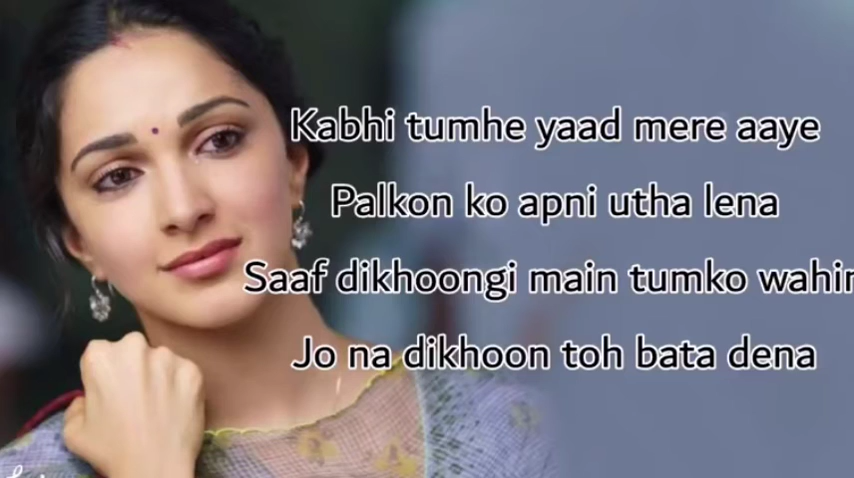 Kabhi tumhe yaad mere aaye
Palkon ko apni utha lena
Saaf dikhoongi main tumko
Jo na dikhoon toh bata dena